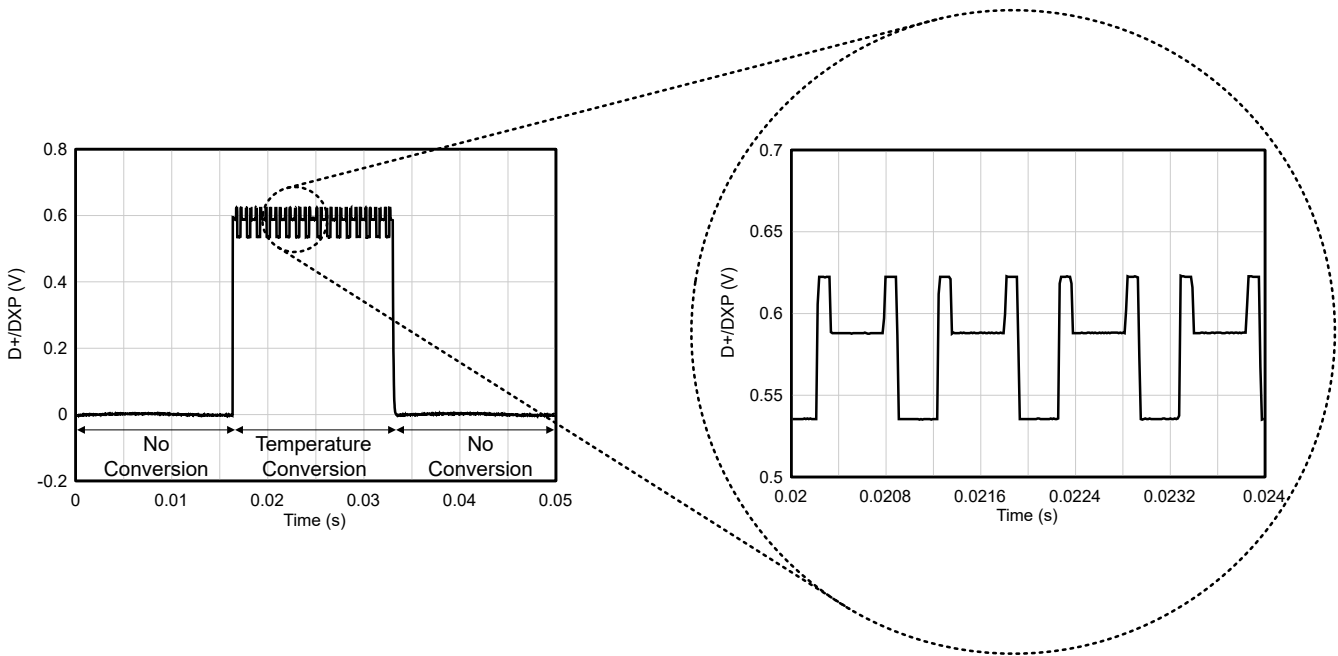 0.8
0.6
0.4
0.2
0
-0.2
D+/DXP (V)
No
Conversion
Temperature
Conversion
No
Conversion
0
0.01
0.02
0.03
0.04
0.05
Time (s)
0.7
0.65
0.6
0.55
0.5
D+/DXP (V)
0.02
0.0208
0.0216
0.0224
0.0232
0.024
Time (s)